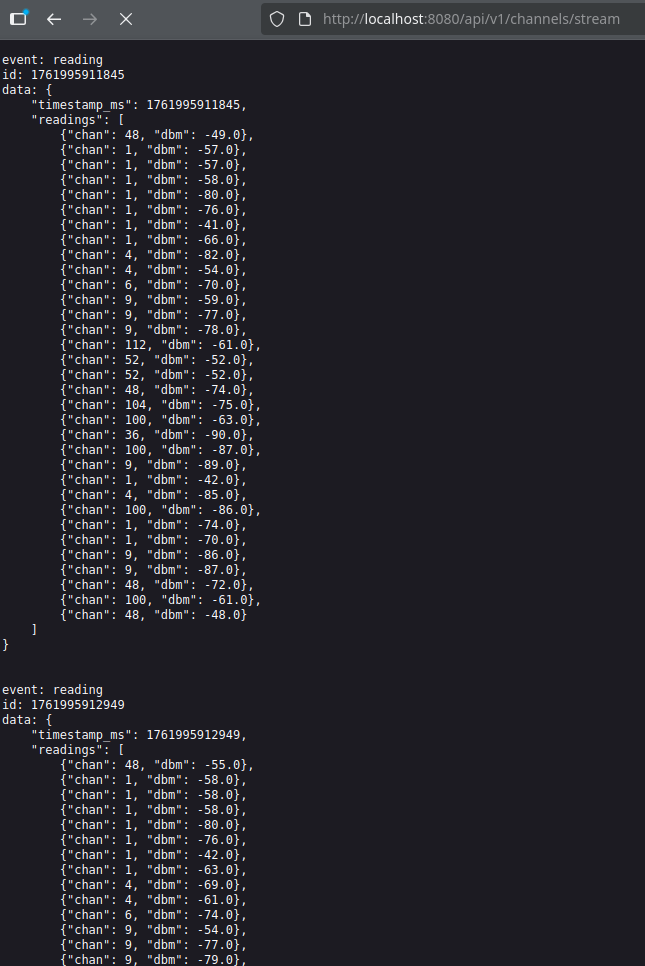 http://localhost:8080/api/v1/channels/stream
event: reading
id: 1761995911845
data: {
    "timestamp_ms": 1761995911845,
    "readings": [
        {"chan": 48, "dbm": -49.0},
        {"chan": 1, "dbm": -57.0},
        {"chan": 1, "dbm": -57.0},
        {"chan": 1, "dbm": -58.0},
        {"chan": 1, "dbm": -80.0},
        {"chan": 1, "dbm": -76.0},
        {"chan": 1, "dbm": -41.0},
        {"chan": 1, "dbm": -66.0},
        {"chan": 4, "dbm": -82.0},
        {"chan": 4, "dbm": -54.0},
        {"chan": 6, "dbm": -70.0},
        {"chan": 9, "dbm": -59.0},
        {"chan": 9, "dbm": -77.0},
        {"chan": 9, "dbm": -78.0},
        {"chan": 112, "dbm": -61.0},
        {"chan": 52, "dbm": -52.0},
        {"chan": 52, "dbm": -52.0},
        {"chan": 48, "dbm": -74.0},
        {"chan": 104, "dbm": -75.0},
        {"chan": 100, "dbm": -63.0},
        {"chan": 36, "dbm": -90.0},
        {"chan": 100, "dbm": -87.0},
        {"chan": 9, "dbm": -89.0},
        {"chan": 1, "dbm": -42.0},
        {"chan": 4, "dbm": -85.0},
        {"chan": 100, "dbm": -86.0},
        {"chan": 1, "dbm": -74.0},
        {"chan": 1, "dbm": -70.0},
        {"chan": 9, "dbm": -86.0},
        {"chan": 9, "dbm": -87.0},
        {"chan": 48, "dbm": -72.0},
        {"chan": 100, "dbm": -61.0},
        {"chan": 48, "dbm": -48.0}
    ]
}
event: reading
id: 1761995912949
data: {
    "timestamp_ms": 1761995912949,
    "readings": [
        {"chan": 48, "dbm": -55.0},
        {"chan": 1, "dbm": -58.0},
        {"chan": 1, "dbm": -58.0},
        {"chan": 1, "dbm": -58.0},
        {"chan": 1, "dbm": -80.0},
        {"chan": 1, "dbm": -76.0},
        {"chan": 1, "dbm": -42.0},
        {"chan": 1, "dbm": -63.0},
        {"chan": 4, "dbm": -69.0},
        {"chan": 4, "dbm": -61.0},
        {"chan": 6, "dbm": -74.0},
        {"chan": 9, "dbm": -54.0},
        {"chan": 9, "dbm": -77.0},
        {"chan": 9, "dbm": -79.0},